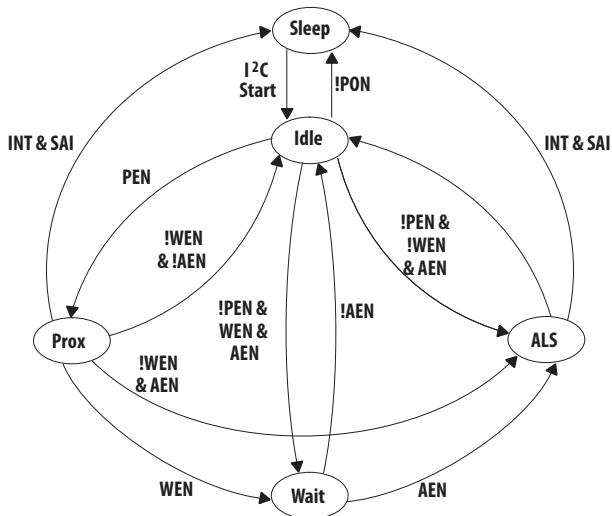 Sleep
I²C
Start
!PON
Idle
INT & SAI
INT & SAI
PEN
!WEN
& !AEN
!PEN &
!WEN
& AEN
!PEN &
WEN &
AEN
!AEN
Prox
ALS
!WEN
& AEN
WEN
Wait
AEN